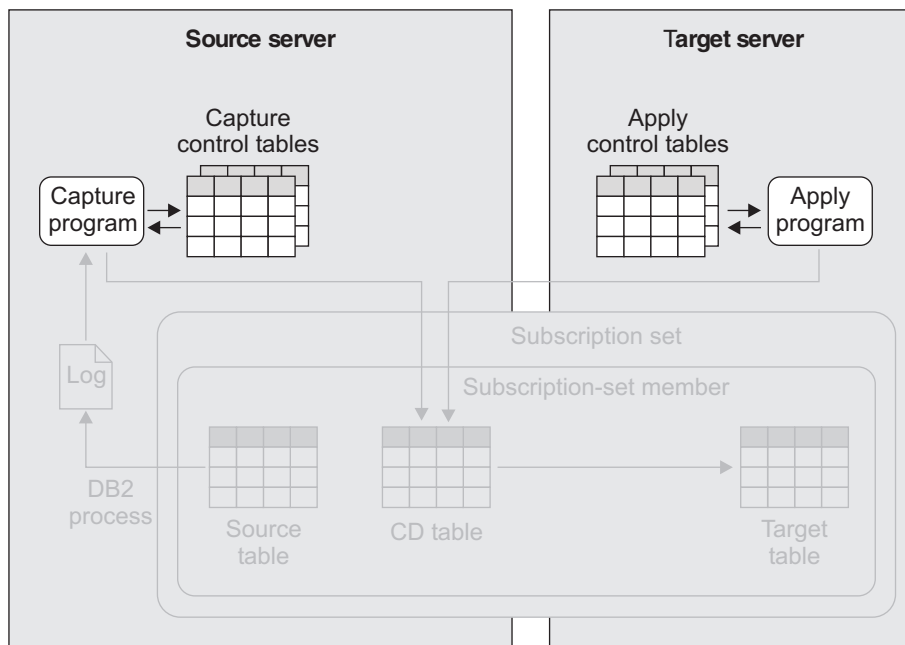 Source server
Target server
Capture
control tables
Apply
control tables
Capture
program
Apply
program
Subscription set
Log
Subscription-set member
DB2
process
Source
table
CD table
Target
table